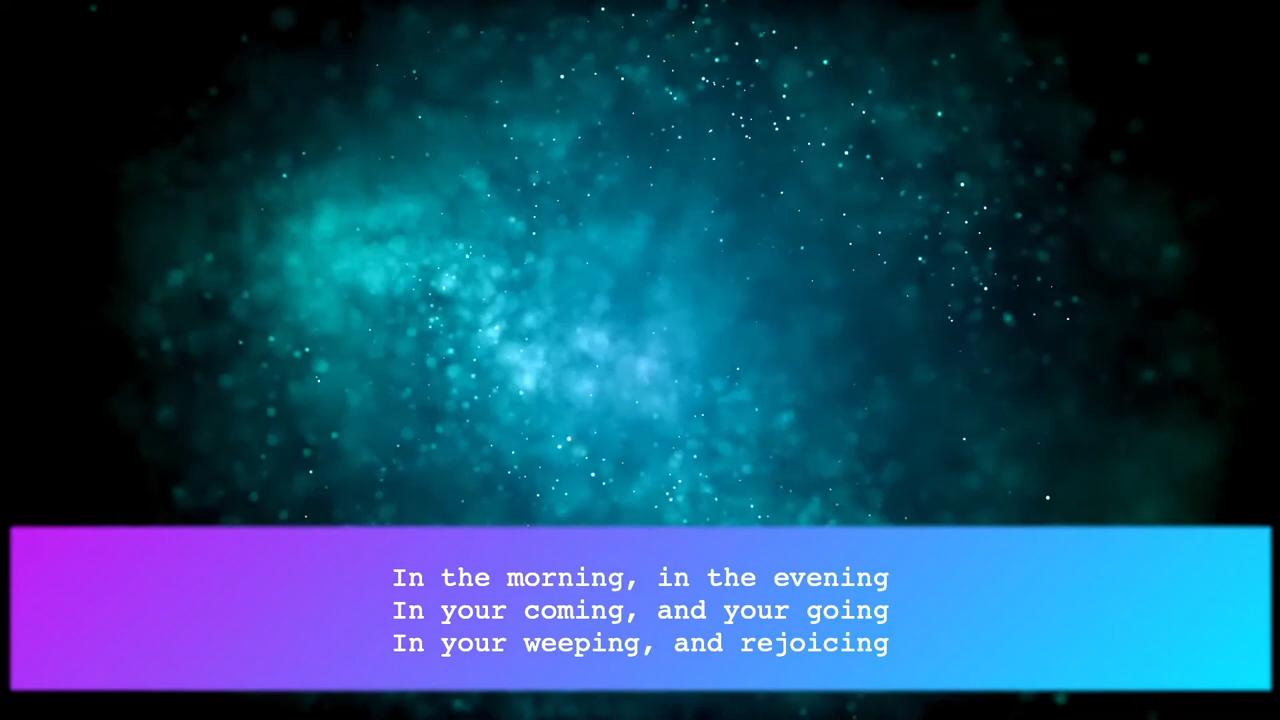 In the morning, in the evening
In your coming, and your going
In your weeping, and rejoicing